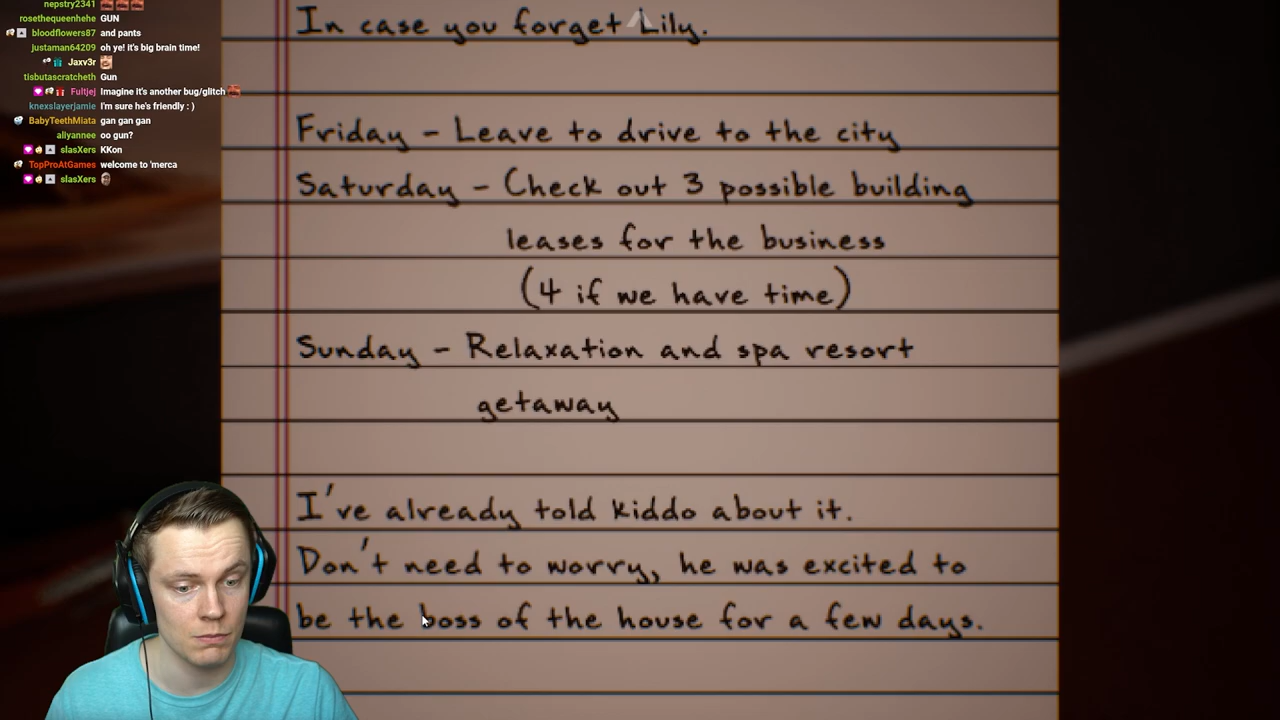 nepstry2341
rosethequeenhehe GUN
bloodflowers87 and pants
justaman64209 oh ye! it's big brain time!
Jaxv3r
tisbutascratcheth Gun
Fultjej Imagine it's another bug/glitch
knexslayerjamie I'm sure he's friendly : )
BabyTeethMiata gan gan gan
aliyannee oo gun?
slasXers KKon
TopProAtGames welcome to 'merca
slasXers
In case you forget Lily.
Friday - Leave to drive to the city
Saturday - Check out 3 possible building
leases for the business
(4 if we have time)
Sunday - Relaxation and spa resort
getaway
I've already told kiddo about it.
Don't need to worry, he was excited to
be the boss of the house for a few days.